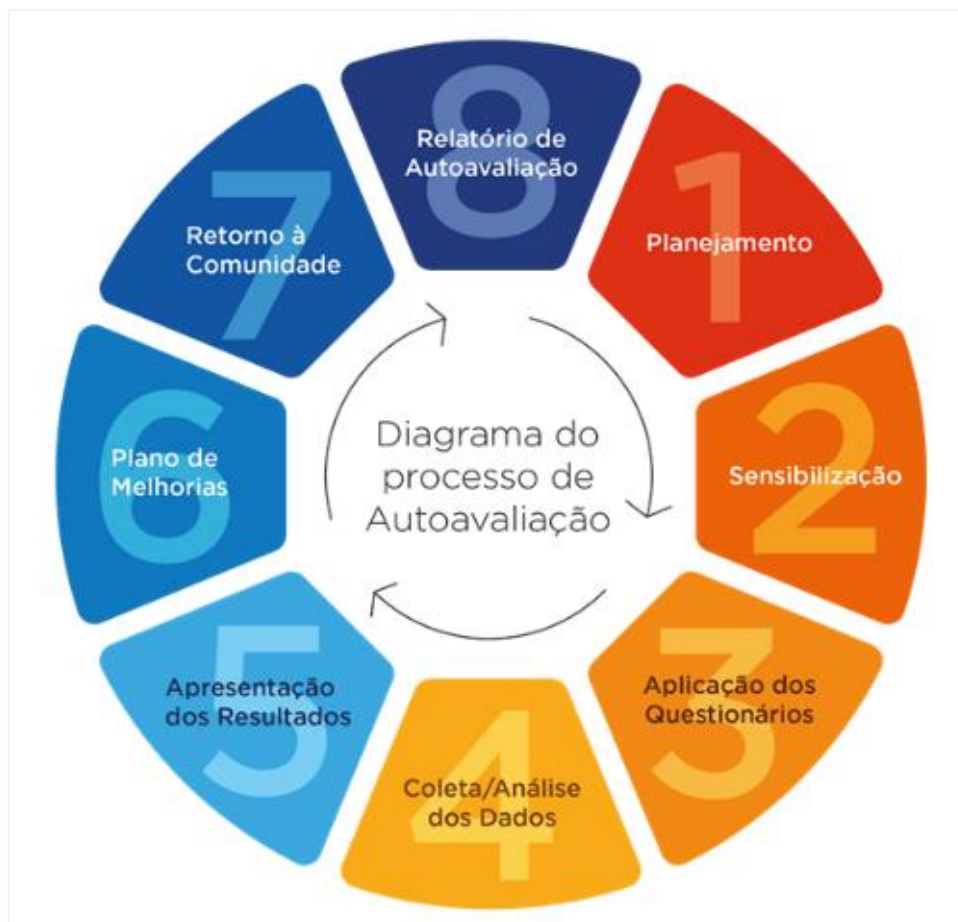 8
Relatório de
Autoavaliação
1
Planejamento
2
Sensibilização
3
Aplicação dos
Questionários
4
Coleta/Análise
dos Dados
5
Apresentação
dos Resultados
6
Plano de
Melhorias
7
Retorno à
Comunidade
Diagrama do
processo de
Autoavaliação